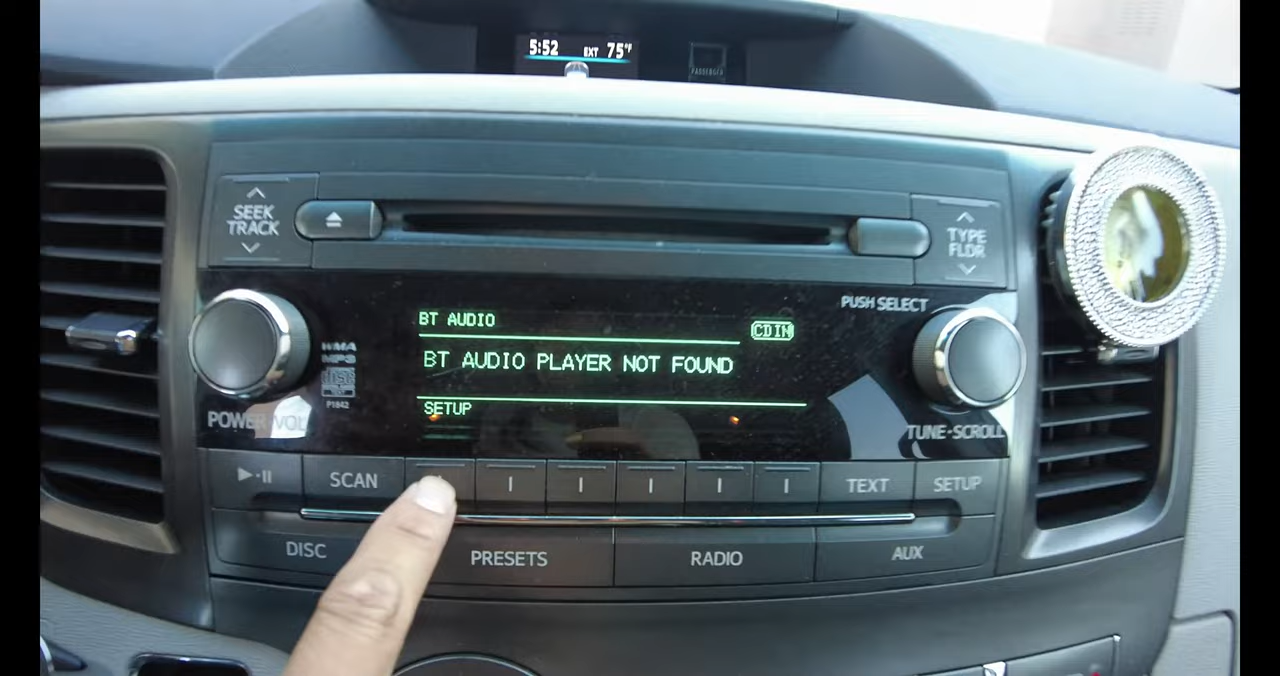 5:52 EXT 75°F
PASSENGER
SEEK
TRACK
TYPE
FLDR
PUSH SELECT
BT AUDIO
CD IN
BT AUDIO PLAYER NOT FOUND
WMA
MP3
P1842
SETUP
POWER VOL
TUNE·SCROLL
SCAN
TEXT
SETUP
DISC
PRESETS
RADIO
AUX